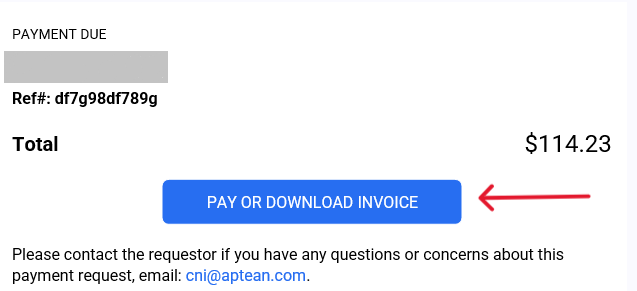 PAYMENT DUE
Ref#: df7g98df789g
Total $114.23
PAY OR DOWNLOAD INVOICE
Please contact the requestor if you have any questions or concerns about this
payment request, email: cni@aptean.com.